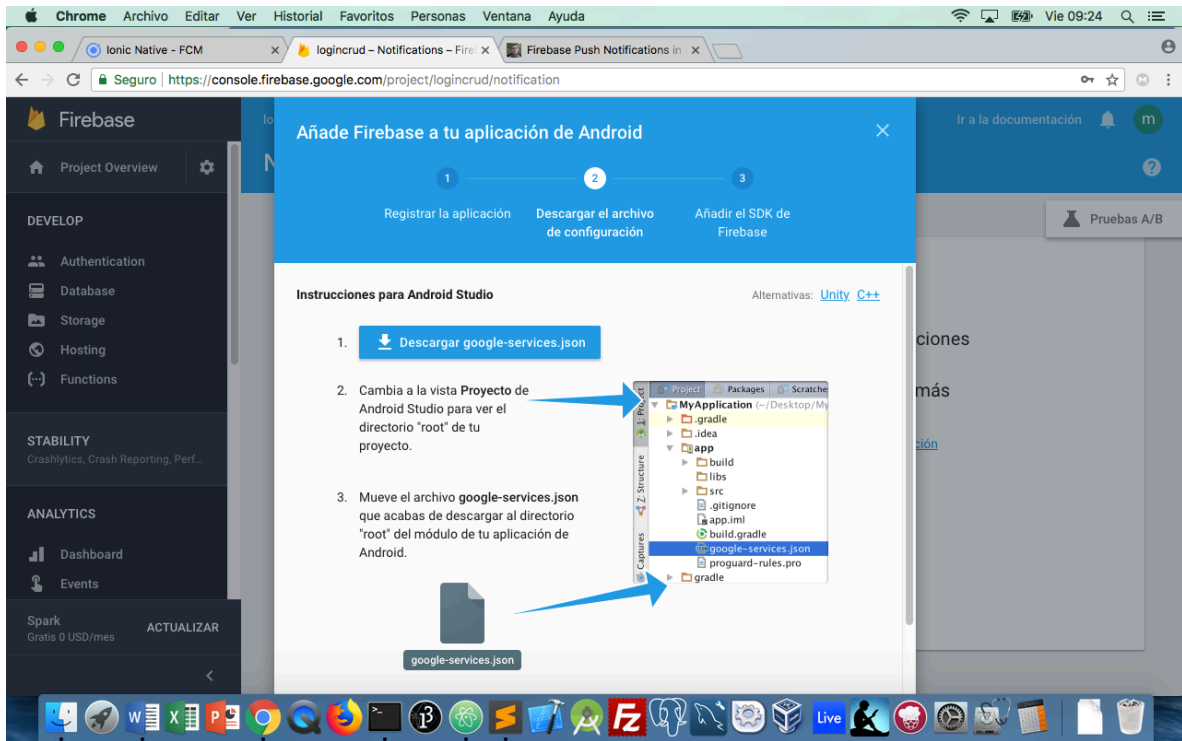 Chrome Archivo Editar Ver Historial Favoritos Personas Ventana Ayuda Vie 09:24
Ionic Native - FCM
logincrud – Notifications – Fire
Firebase Push Notifications in
Seguro | https://console.firebase.google.com/project/logincrud/notification
Firebase
Project Overview
DEVELOP
Authentication
Database
Storage
Hosting
Functions
STABILITY
Crashlytics, Crash Reporting, Perf...
ANALYTICS
Dashboard
Events
Spark
Gratis 0 USD/mes
ACTUALIZAR
lo
N
Ir a la documentación
m
Pruebas A/B
ciones
más
ción
Añade Firebase a tu aplicación de Android
1
2
3
Registrar la aplicación
Descargar el archivo
de configuración
Añadir el SDK de
Firebase
Instrucciones para Android Studio
Alternativas: Unity C++
1. Descargar google-services.json
2. Cambia a la vista Proyecto de
Android Studio para ver el
directorio "root" de tu
proyecto.
3. Mueve el archivo google-services.json
que acabas de descargar al directorio
"root" del módulo de tu aplicación de
Android.
google-services.json
Project Packages Scratche
1: Project
Z: Structure
Captures
MyApplication (~/Desktop/My
.gradle
.idea
app
build
libs
src
.gitignore
app.iml
build.gradle
google-services.json
proguard-rules.pro
gradle
Live